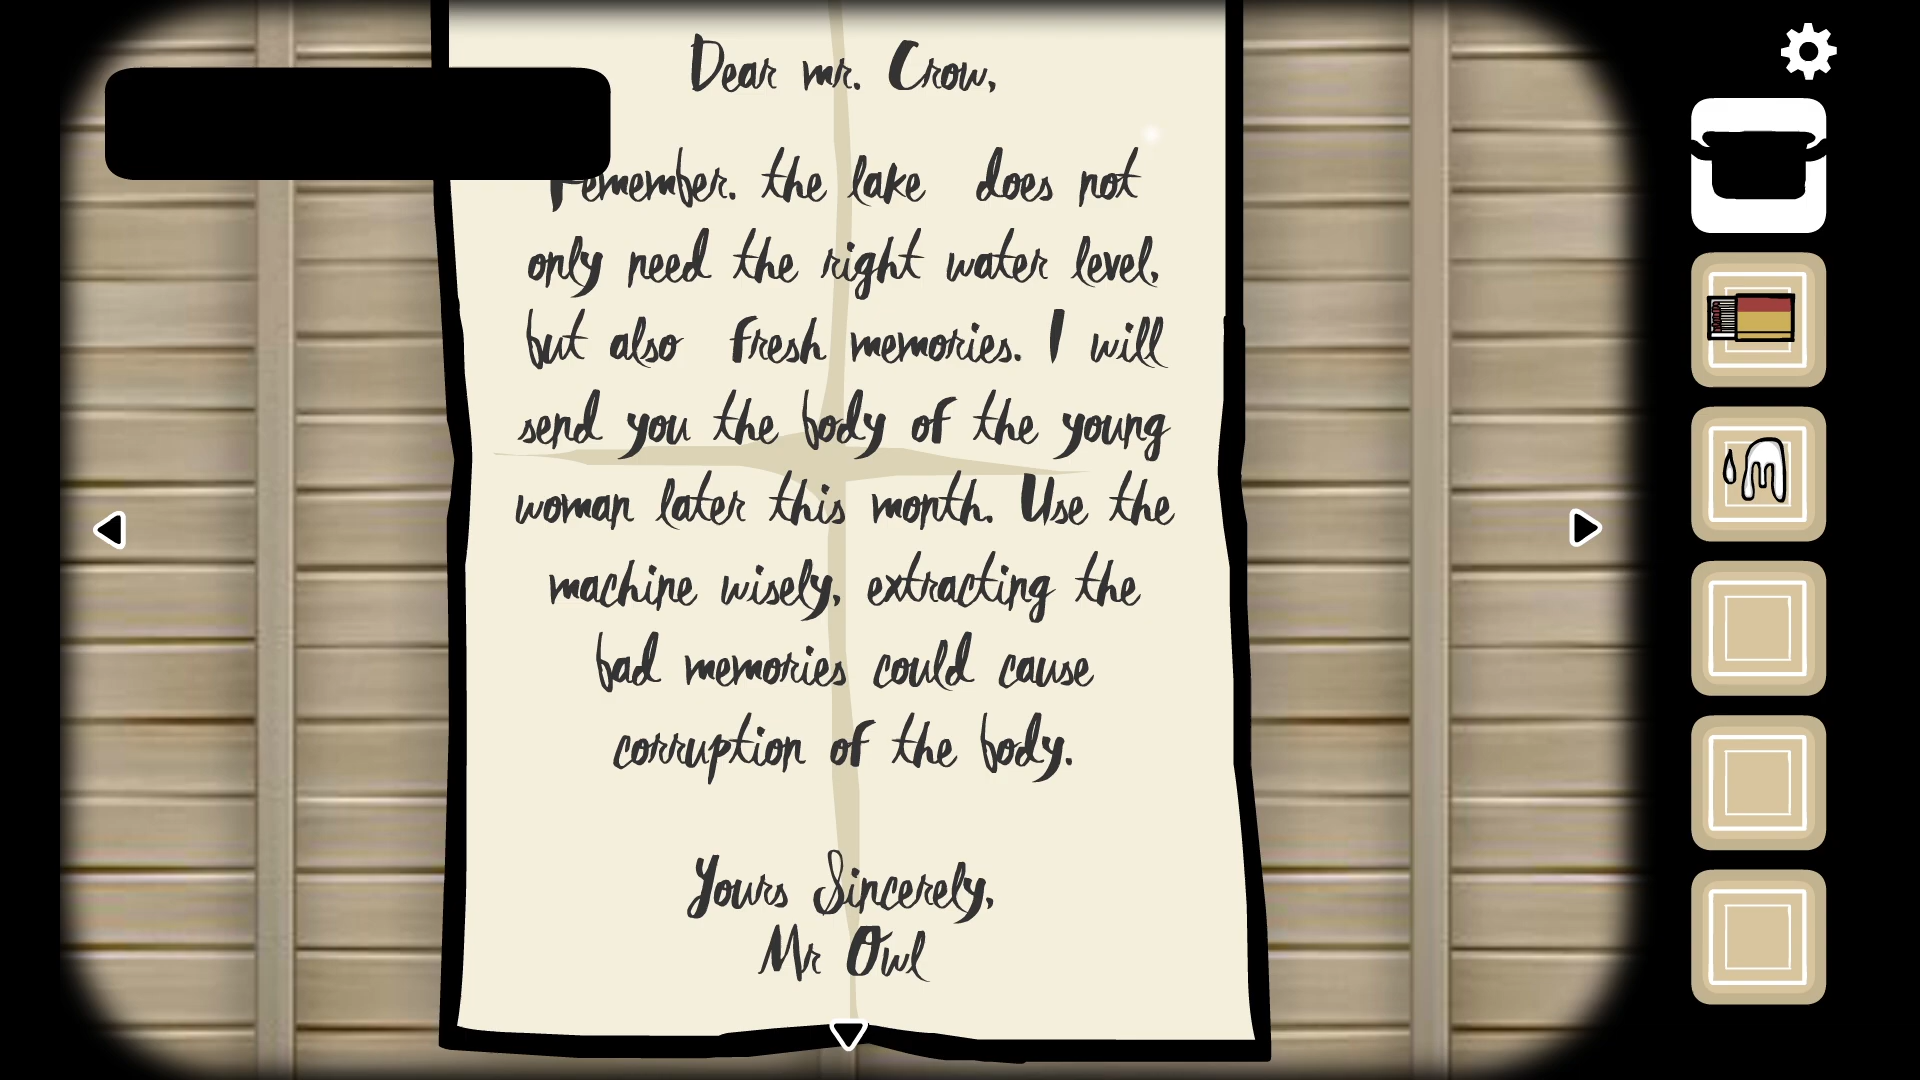 Dear mr. Crow,
Remember, the lake does not
only need the right water level,
but also fresh memories. I will
send you the body of the young
woman later this month. Use the
machine wisely, extracting the
bad memories could cause
corruption of the body.
Yours Sincerely,
Mr Owl